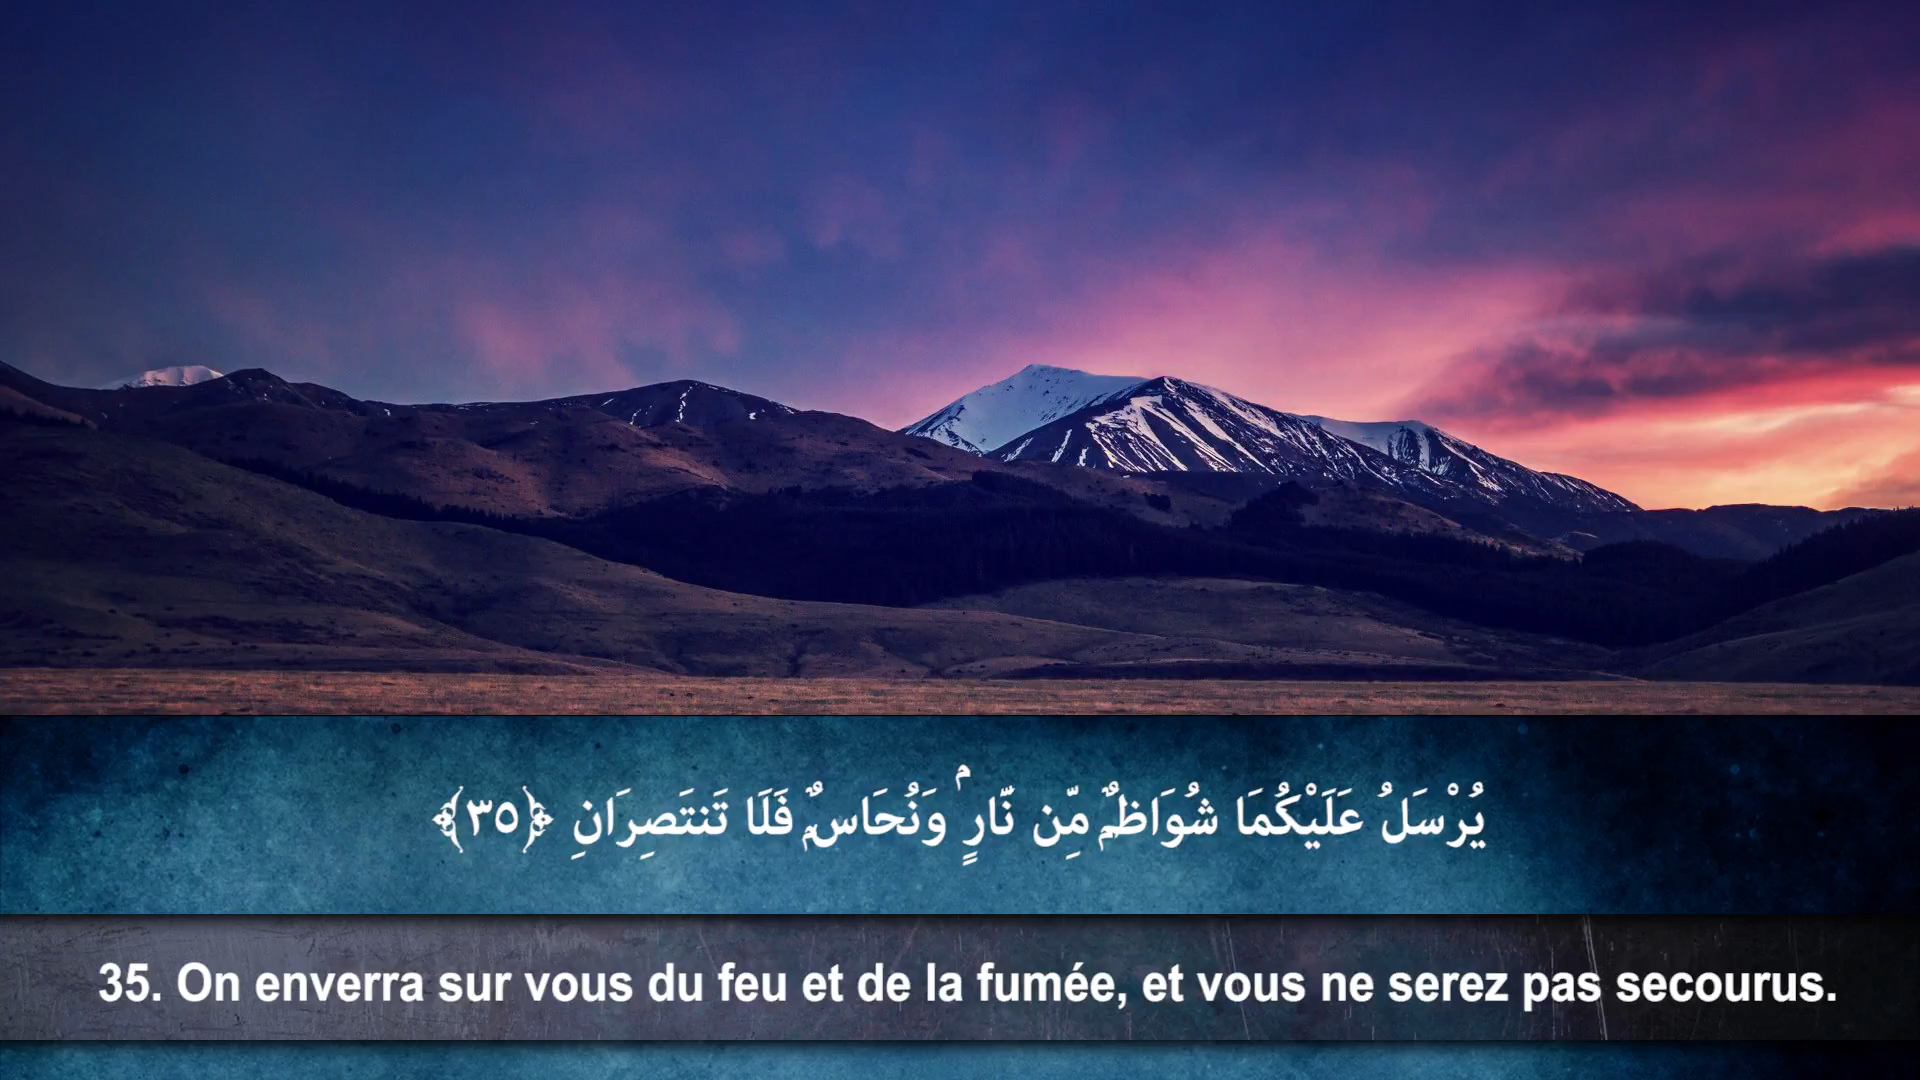 يُرْسَلُ عَلَيْكُمَا شُوَاظٌ مِّن نَّارٍ وَنُحَاسٌ فَلَا تَنتَصِرَانِ ﴿٣٥﴾
35. On enverra sur vous du feu et de la fumée, et vous ne serez pas secourus.